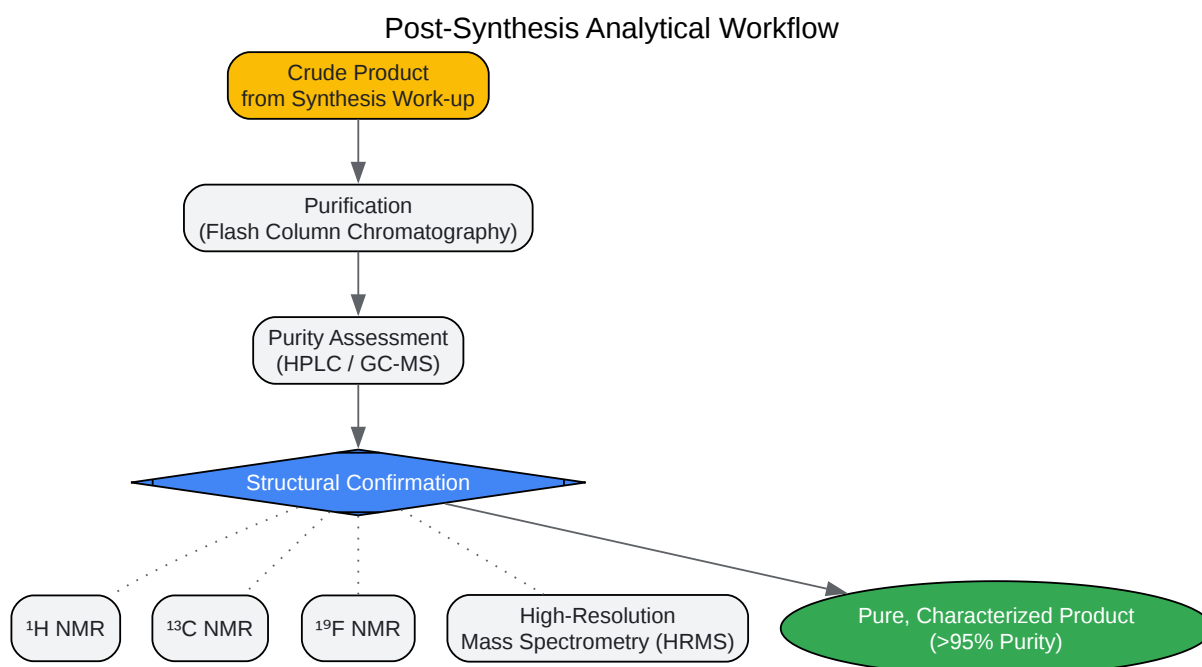 Post-Synthesis Analytical Workflow
Crude Product
from Synthesis Work-up
Purification
(Flash Column Chromatography)
Purity Assessment
(HPLC / GC-MS)
Structural Confirmation
¹H NMR
¹³C NMR
¹⁹F NMR
High-Resolution
Mass Spectrometry (HRMS)
Pure, Characterized Product
(>95% Purity)